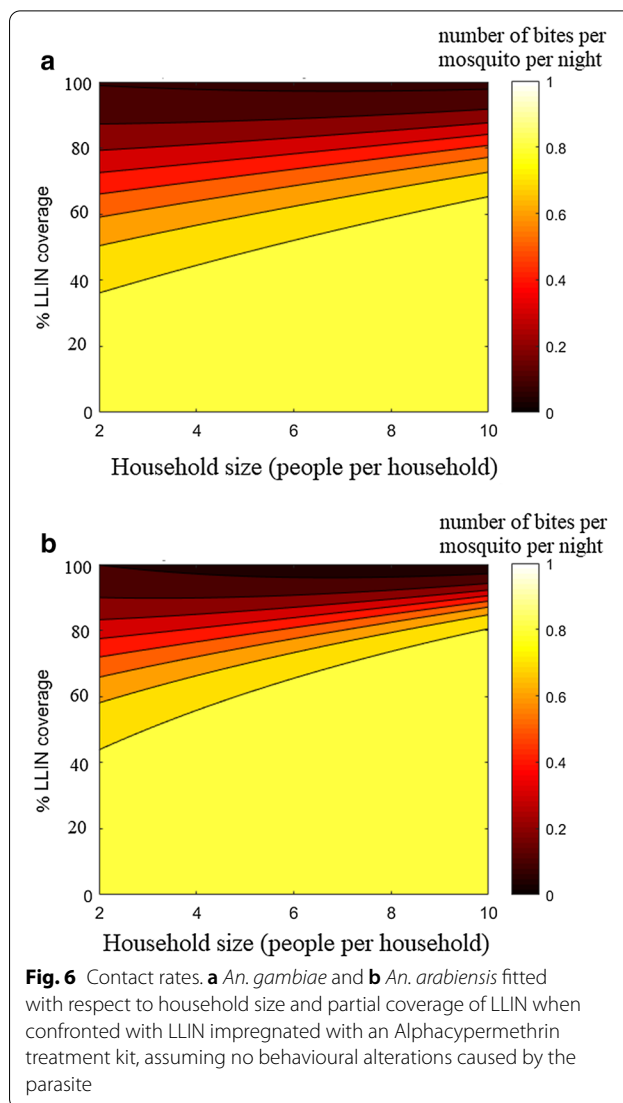 number of bites per
mosquito per night
a
100
80
60
40
20
0
% LLIN coverage
2 4 6 8 10
Household size (people per household)
1
0.8
0.6
0.4
0.2
0
number of bites per
mosquito per night
b
100
80
60
40
20
0
% LLIN coverage
2 4 6 8 10
Household size (people per household)
1
0.8
0.6
0.4
0.2
0
Fig. 6 Contact rates. a An. gambiae and b An. arabiensis fitted
with respect to household size and partial coverage of LLIN when
confronted with LLIN impregnated with an Alphacypermethrin
treatment kit, assuming no behavioural alterations caused by the
parasite